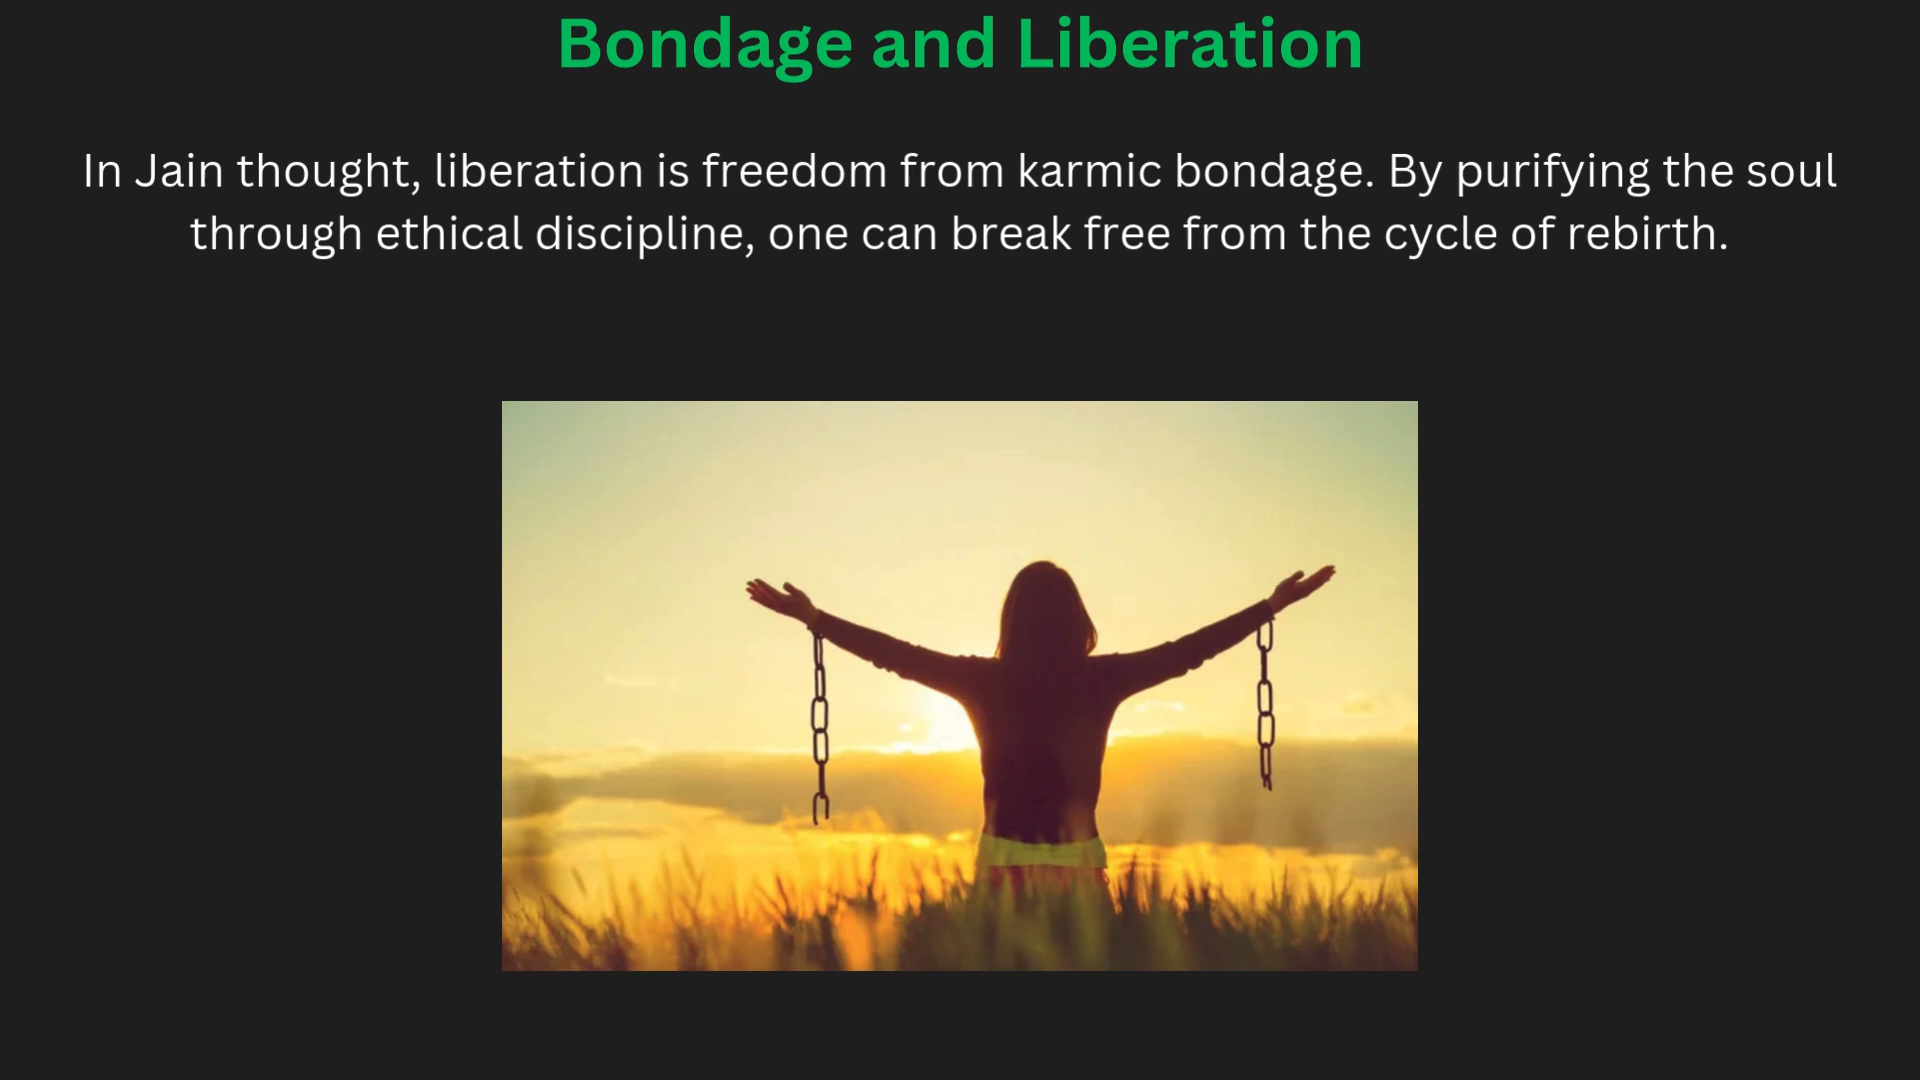 Bondage and Liberation
In Jain thought, liberation is freedom from karmic bondage. By purifying the soul
through ethical discipline, one can break free from the cycle of rebirth.